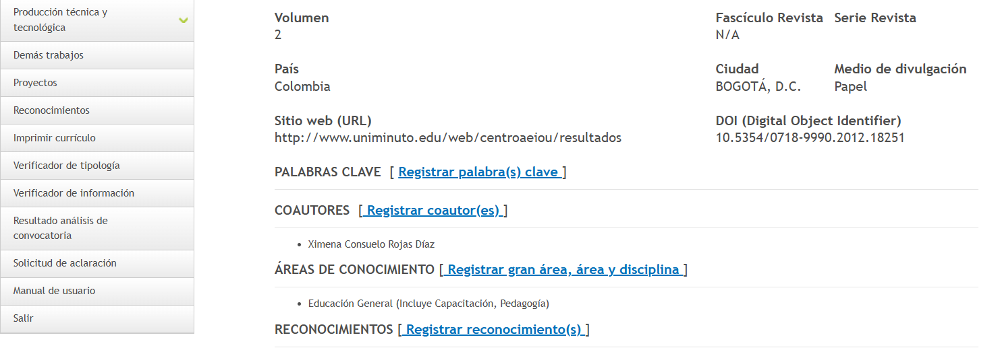 Producción técnica y
tecnológica
Demás trabajos
Proyectos
Reconocimientos
Imprimir currículo
Verificador de tipología
Verificador de información
Resultado análisis de
convocatoria
Solicitud de aclaración
Manual de usuario
Salir
Volumen
2
Fascículo Revista
N/A
Serie Revista
País
Colombia
Ciudad
BOGOTÁ, D.C.
Medio de divulgación
Papel
Sitio web (URL)
http://www.uniminuto.edu/web/centroaeiou/resultados
DOI (Digital Object Identifier)
10.5354/0718-9990.2012.18251
PALABRAS CLAVE [ Registrar palabra(s) clave ]
COAUTORES [ Registrar coautor(es) ]
• Ximena Consuelo Rojas Díaz
ÁREAS DE CONOCIMIENTO [ Registrar gran área, área y disciplina ]
• Educación General (Incluye Capacitación, Pedagogía)
RECONOCIMIENTOS [ Registrar reconocimiento(s) ]